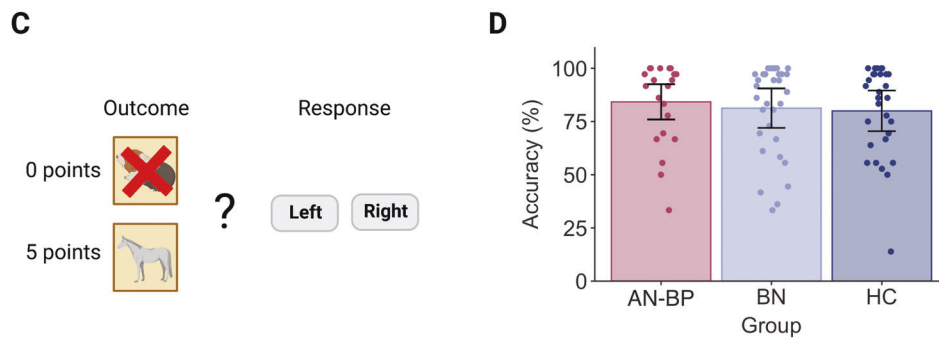 C
Outcome
Response
0 points
5 points
?
Left
Right
D
Accuracy (%)
100
75
50
25
0
AN-BP
BN
HC
Group